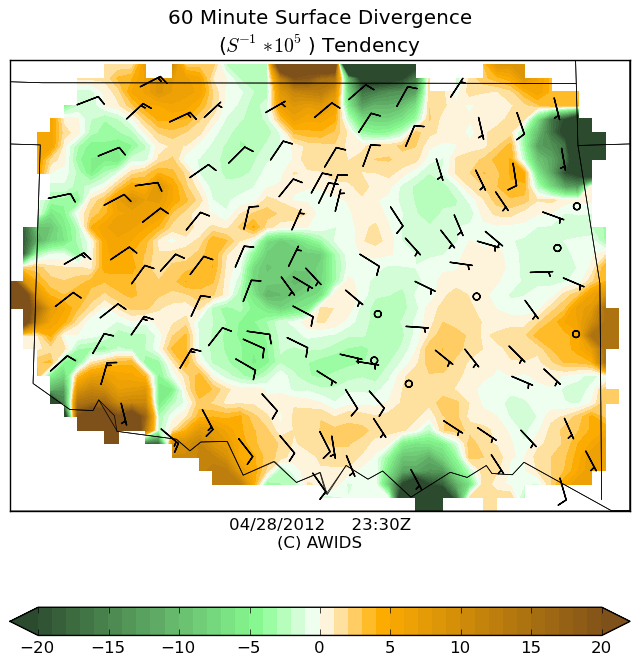 60 Minute Surface Divergence
(S⁻¹ *10⁵ ) Tendency
04/28/2012 23:30Z
(C) AWIDS
−20 −15 −10 −5 0 5 10 15 20